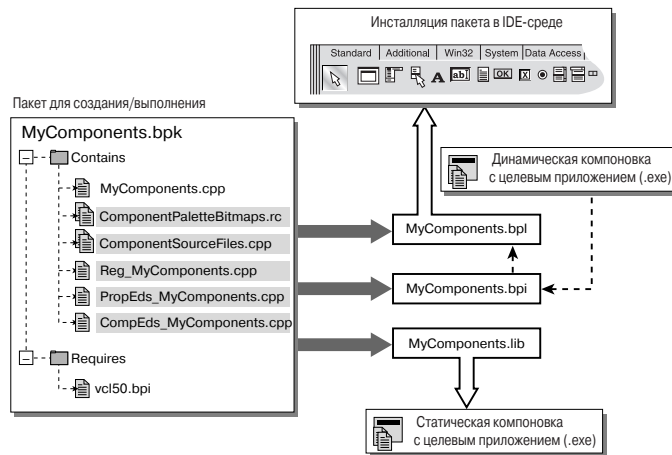 Инсталляция пакета в IDE-среде
Standard Additional Win32 System Data Access
A ab OK X
Пакет для создания/выполнения
MyComponents.bpk
Contains
MyComponents.cpp
ComponentPaletteBitmaps.rc
ComponentSourceFiles.cpp
Reg_MyComponents.cpp
PropEds_MyComponents.cpp
CompEds_MyComponents.cpp
Requires
vcl50.bpi
Динамическая компоновка
с целевым приложением (.exe)
MyComponents.bpl
MyComponents.bpi
MyComponents.lib
Статическая компоновка
с целевым приложением (.exe)